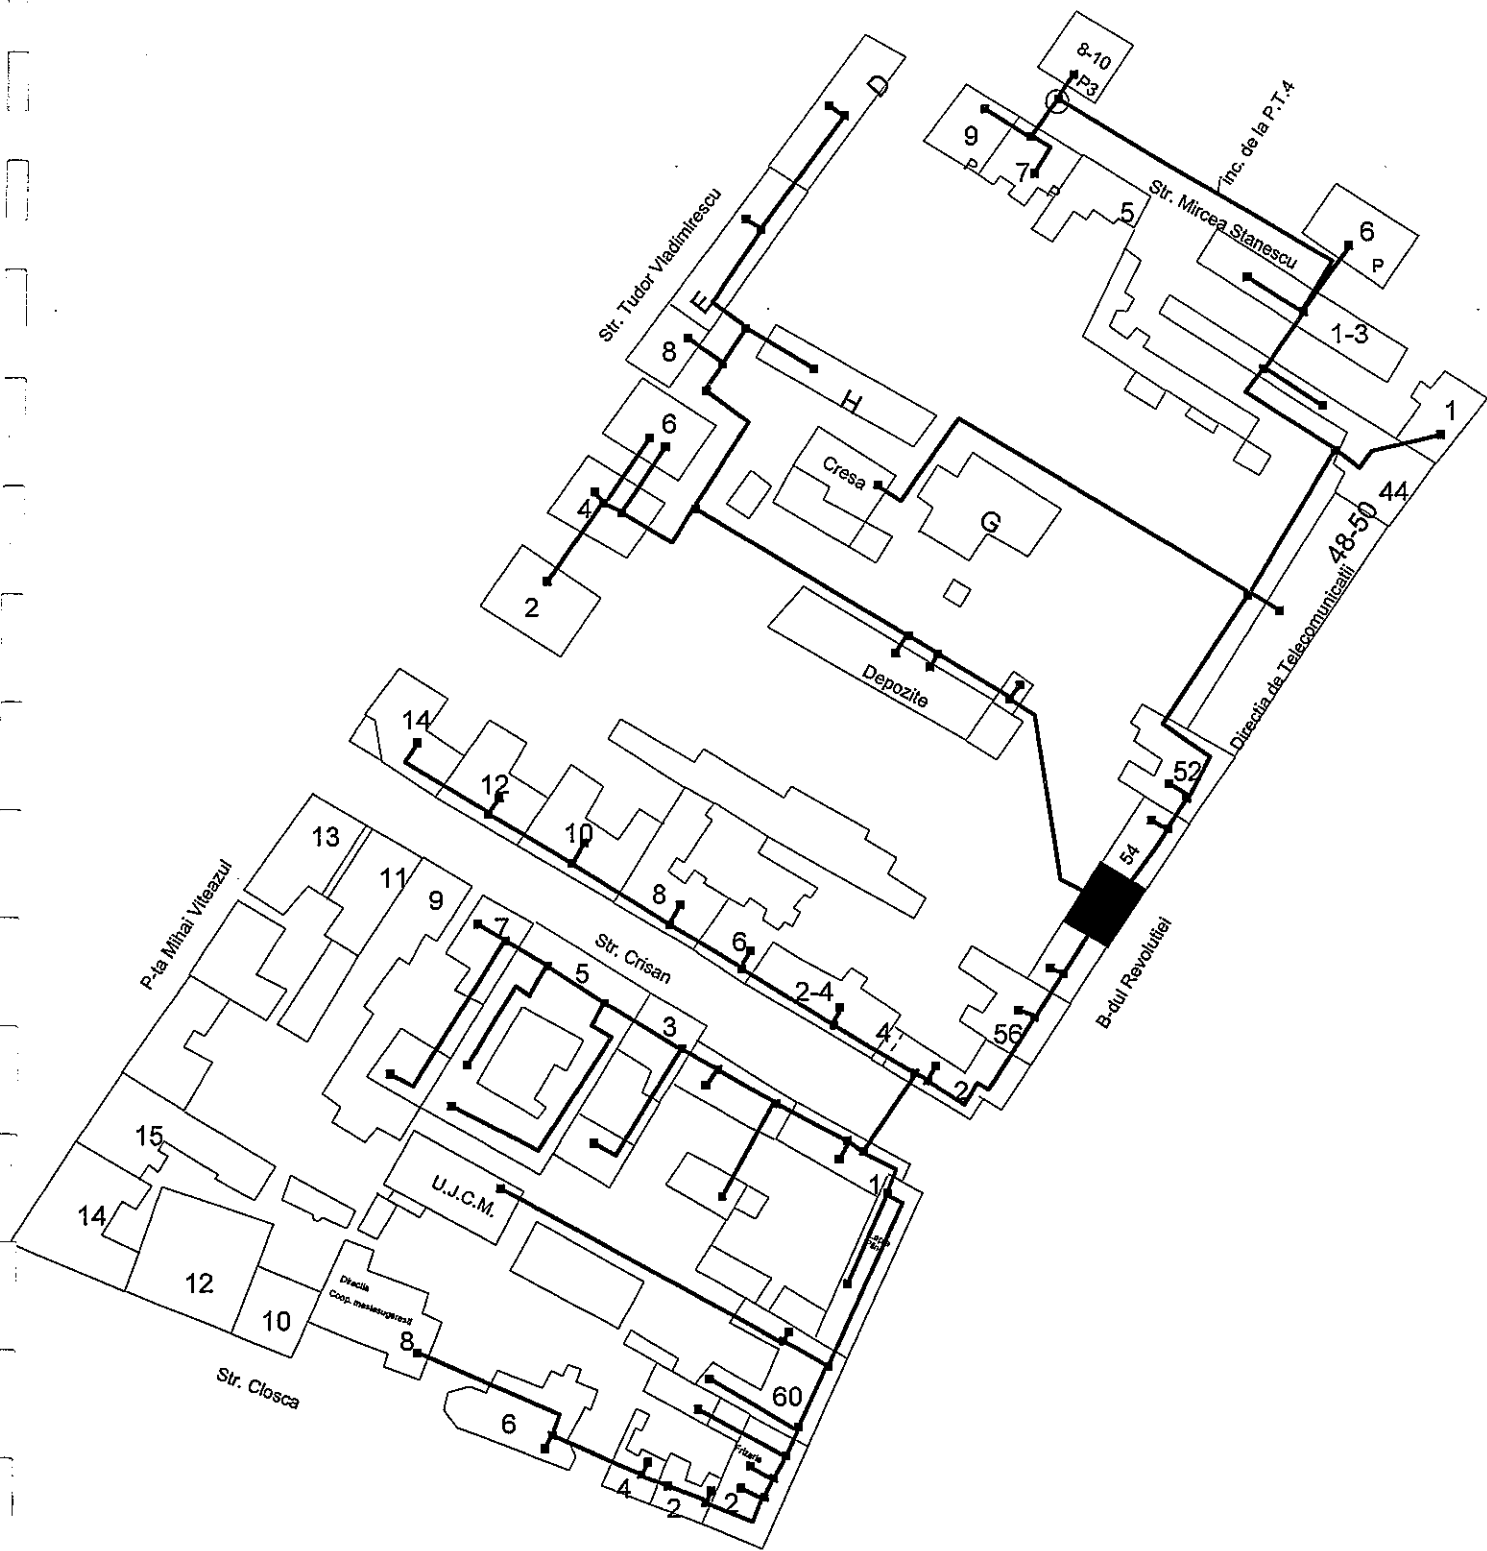 8-10
P3
D
9
P
7
P
5
inc. de la P.T.4
Str. Mircea Stanescu
6
P
1-3
1
44
48-50
Str. Tudor Vladimirescu
E
8
H
6
Cresa
G
4
2
Depozite
Directia de Telecomunicatii
52
54
14
12
10
8
6
2-4
4
2
56
B-dul Revolutiei
13
11
9
7
P-ta Mihai Viteazul
Str. Crisan
5
3
1
15
14
12
10
U.J.C.M.
Directia
Coop. mestesugaresti
8
Str. Closca
6
60
4
2
2